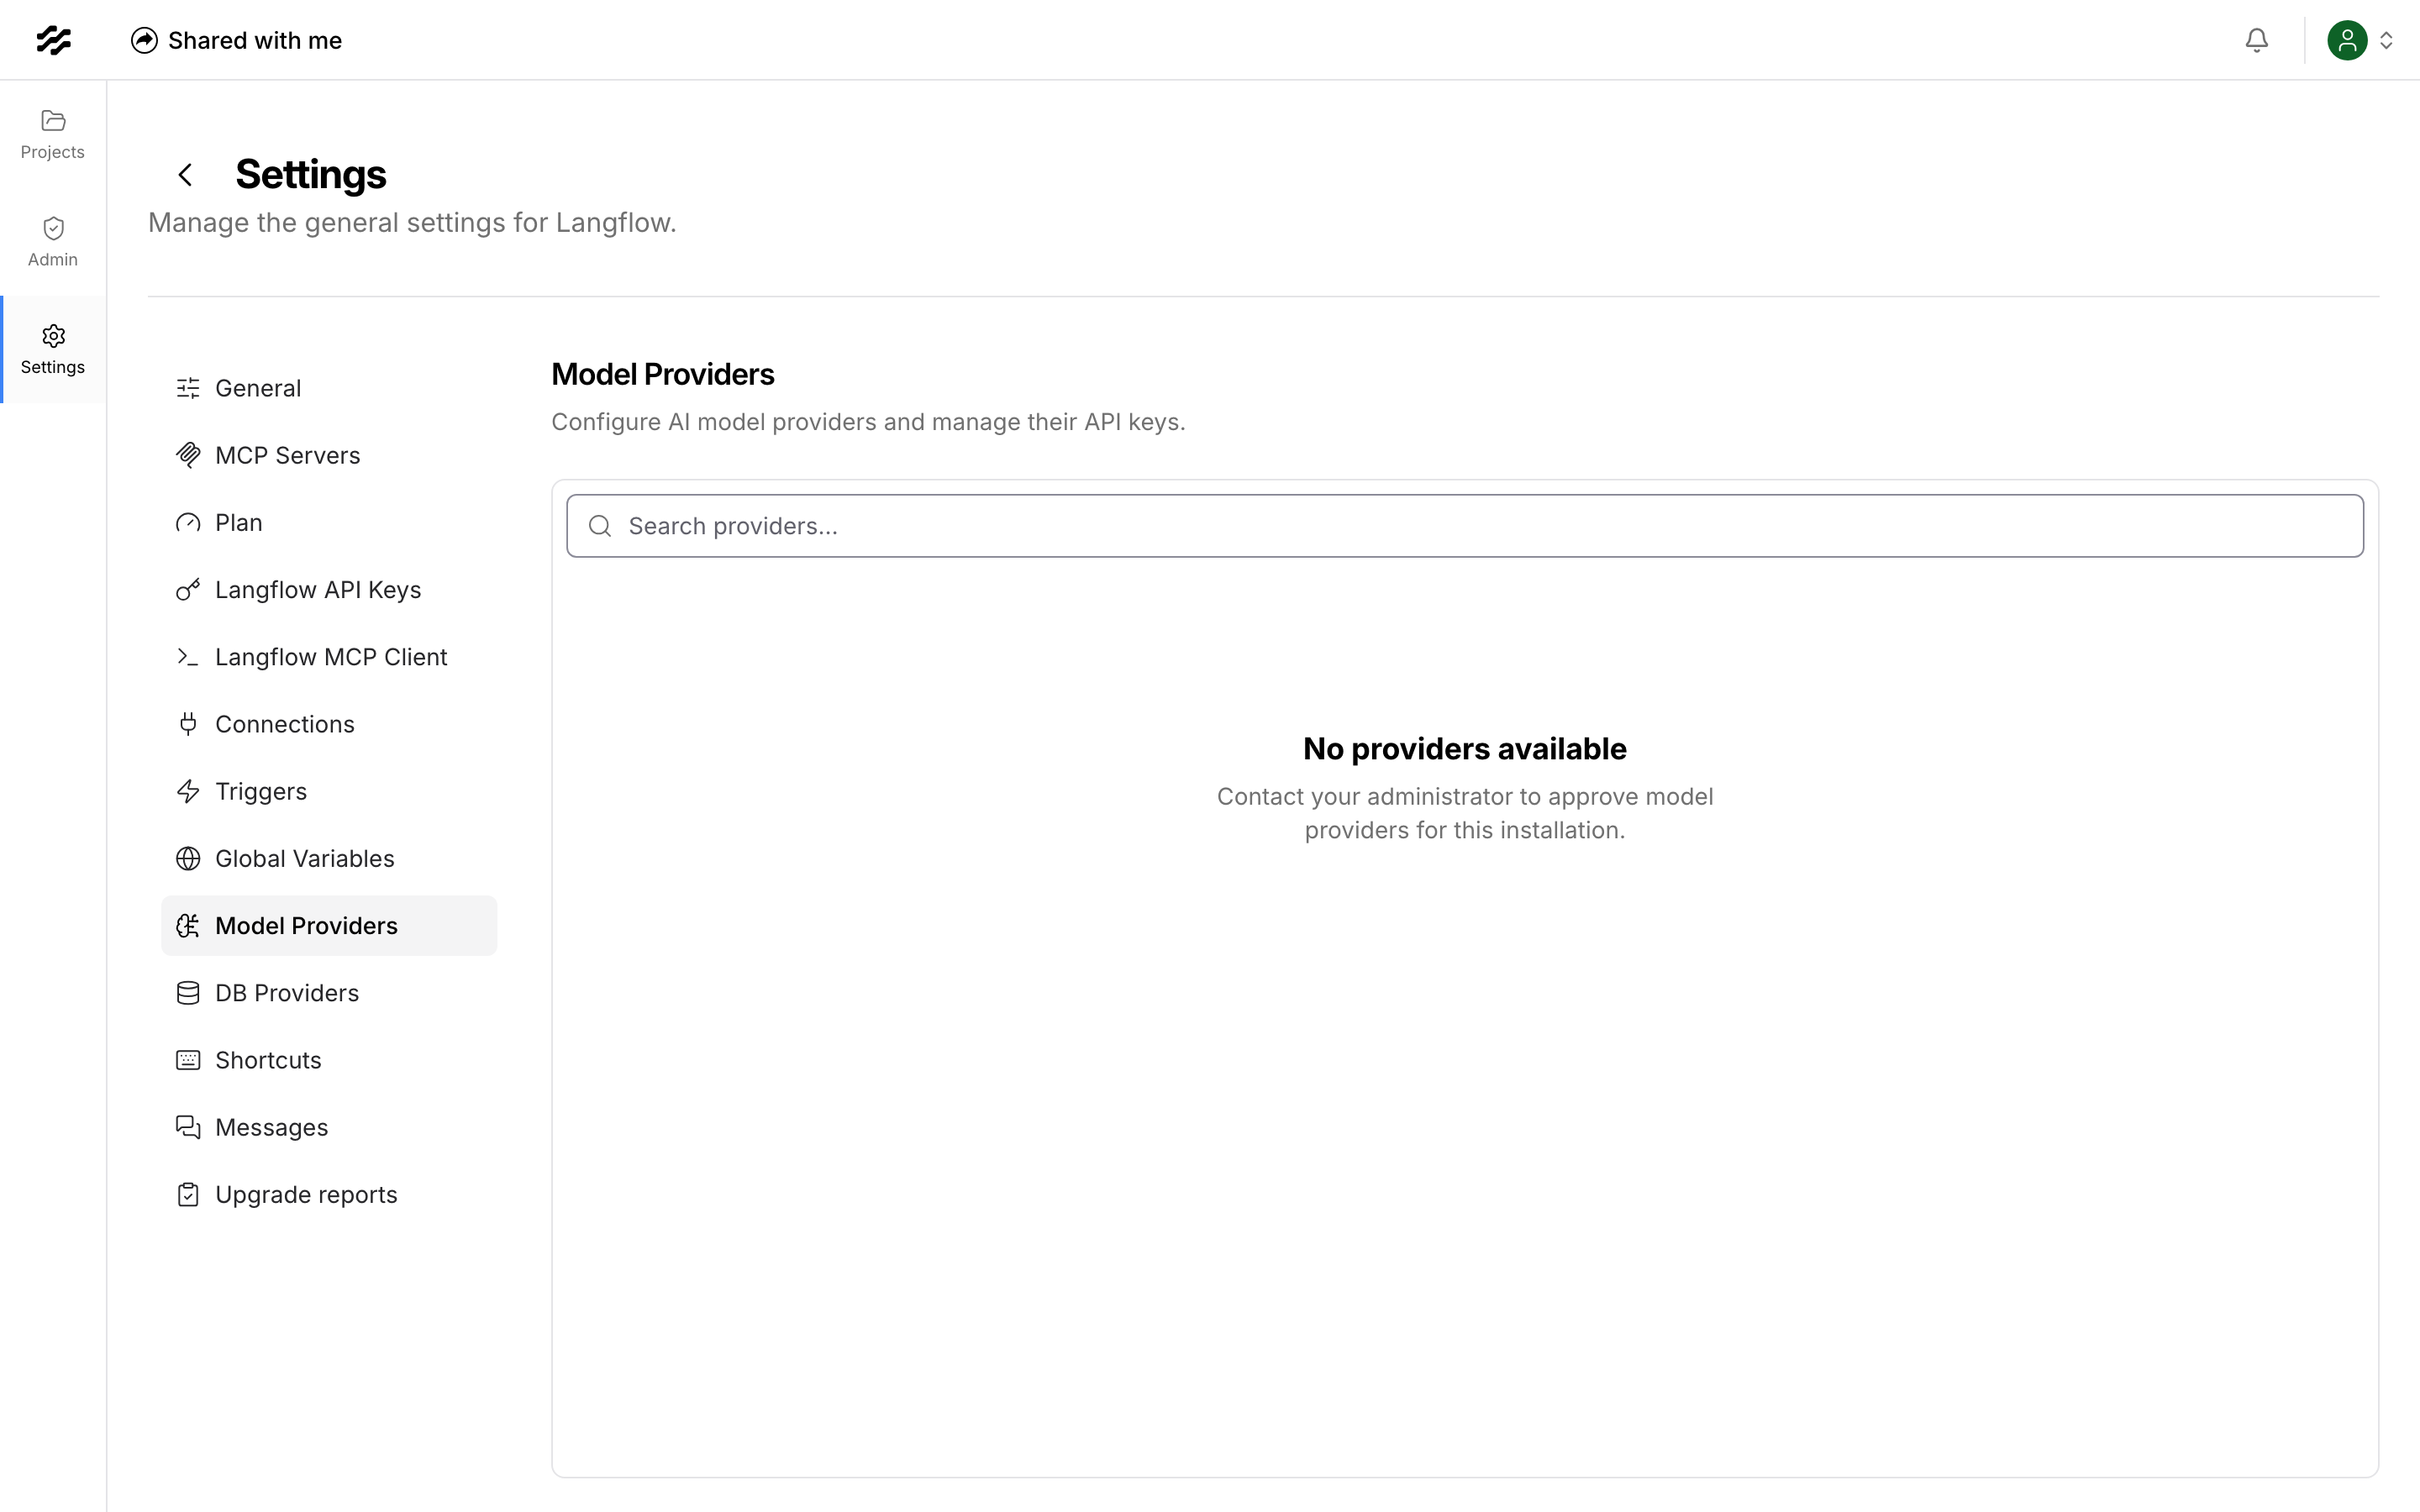 Shared with me
Projects
Admin
Settings
Settings
Manage the general settings for Langflow.
General
MCP Servers
Plan
Langflow API Keys
Langflow MCP Client
Connections
Triggers
Global Variables
Model Providers
DB Providers
Shortcuts
Messages
Upgrade reports
Model Providers
Configure AI model providers and manage their API keys.
Search providers...
No providers available
Contact your administrator to approve model
providers for this installation.